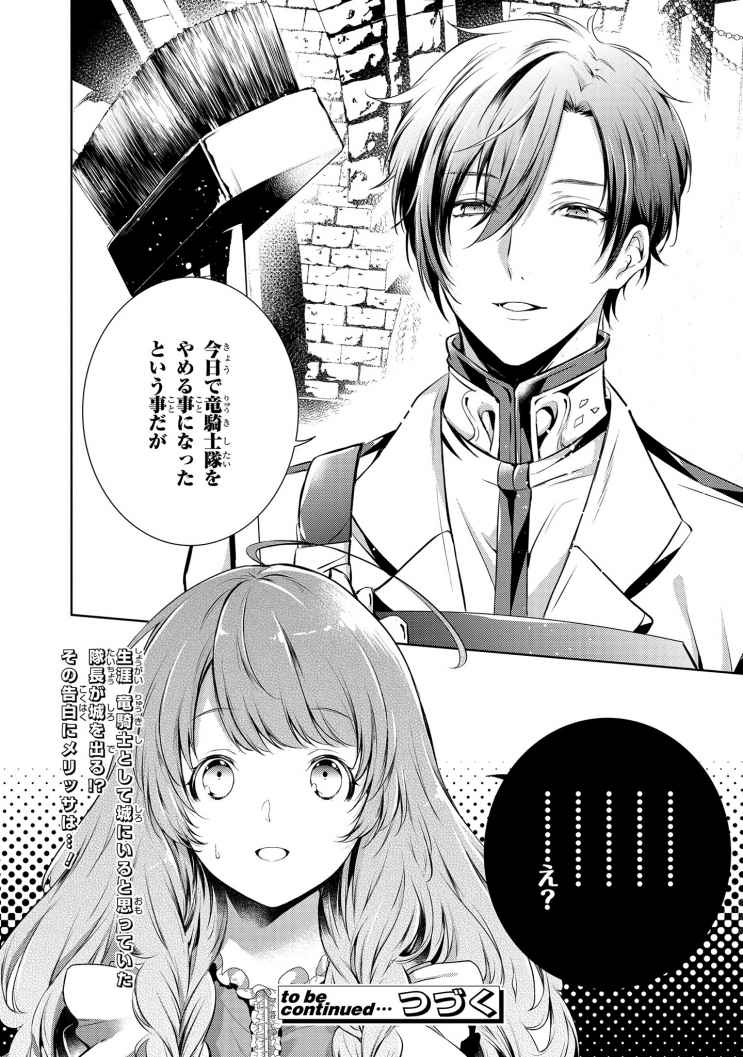 今日で竜騎士隊を
やめる事になった
という事だが
………………
………………
………………
………………
…………え？
生涯、竜騎士として城にいると思っていた
隊長が城を出る!?
その告白にメリッサは…！
to be
continued…
つづく